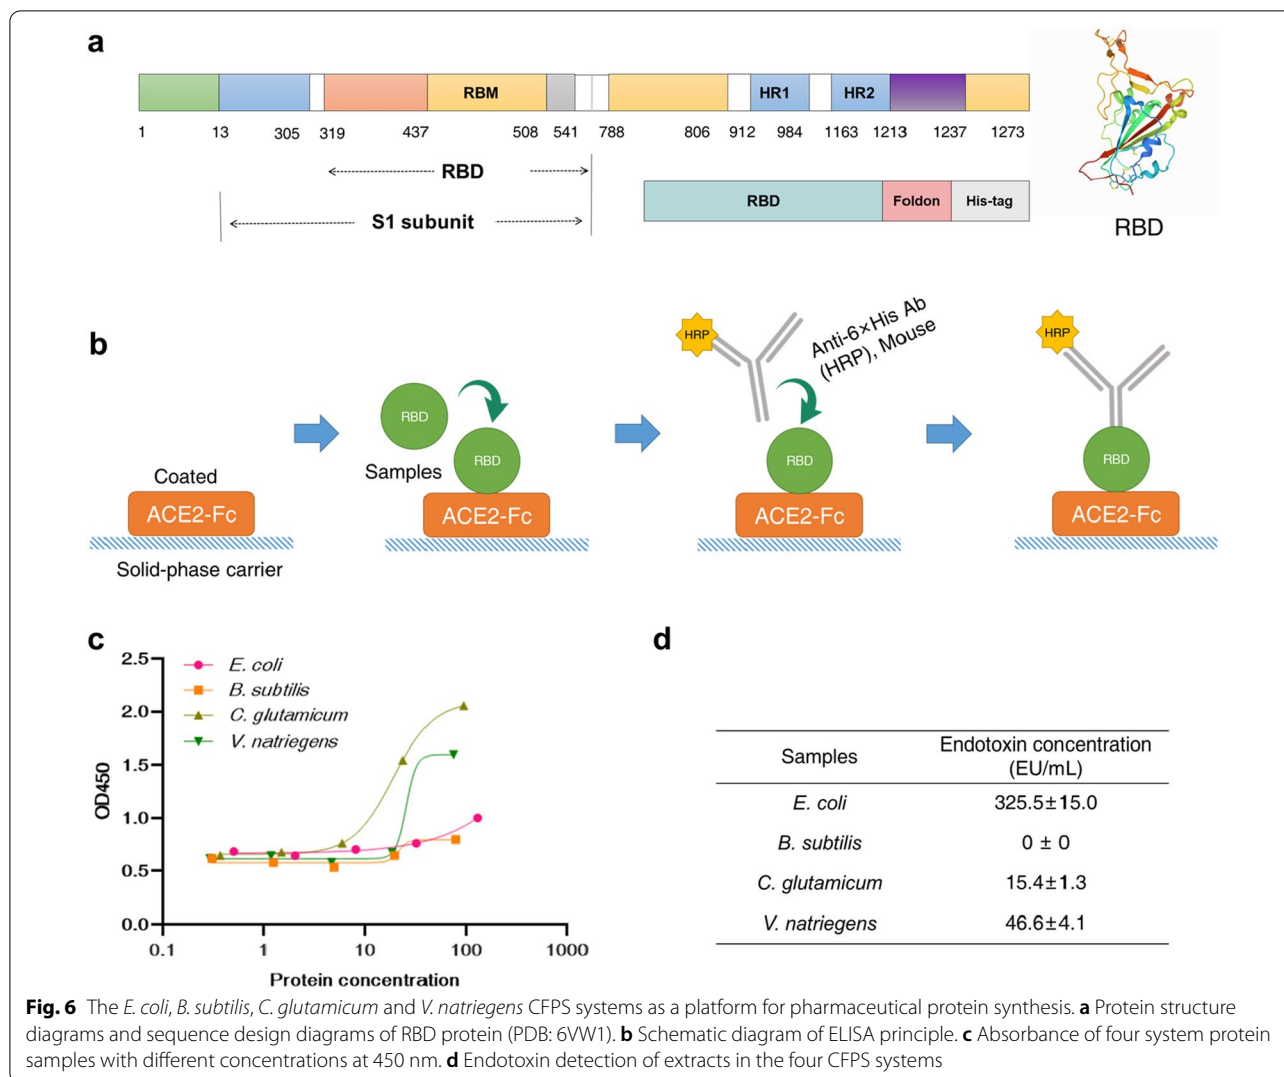 a
RBM HR1 HR2
1 13 305 319 437 508 541 788 806 912 984 1163 1213 1237 1273
RBD
S1 subunit
RBD Foldon His-tag
RBD
b
Coated
ACE2-Fc
Solid-phase carrier
RBD
Samples
RBD
ACE2-Fc
HRP
Anti-6×His Ab
(HRP), Mouse
RBD
ACE2-Fc
HRP
RBD
ACE2-Fc
c
E. coli
B. subtilis
C. glutamicum
V. natriegens
OD450
2.5
2.0
1.5
1.0
0.5
0.0
0.1 1 10 100 1000
Protein concentration
d
Samples Endotoxin concentration
(EU/mL)
E. coli 325.5±15.0
B. subtilis 0 ± 0
C. glutamicum 15.4±1.3
V. natriegens 46.6±4.1
Fig. 6 The E. coli, B. subtilis, C. glutamicum and V. natriegens CFPS systems as a platform for pharmaceutical protein synthesis. a Protein structure
diagrams and sequence design diagrams of RBD protein (PDB: 6VW1). b Schematic diagram of ELISA principle. c Absorbance of four system protein
samples with different concentrations at 450 nm. d Endotoxin detection of extracts in the four CFPS systems